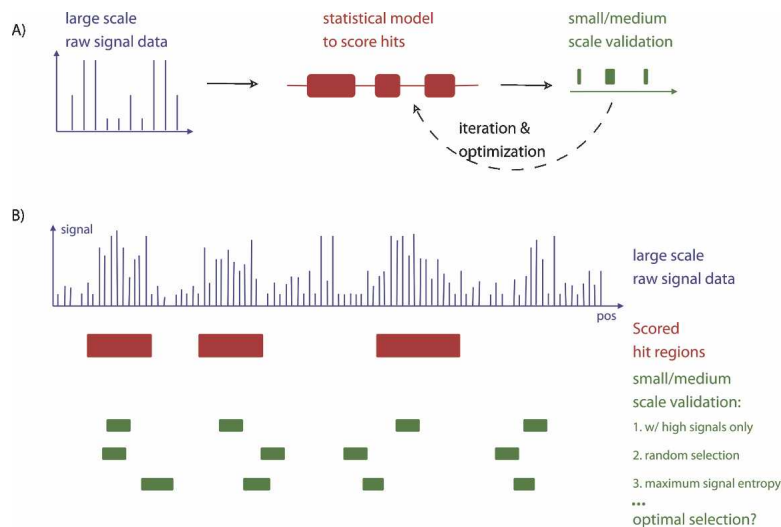 A)
large scale
raw signal data
statistical model
to score hits
small/medium
scale validation
iteration &
optimization
B)
signal
pos
large scale
raw signal data
Scored
hit regions
small/medium
scale validation:
1. w/ high signals only
2. random selection
3. maximum signal entropy
...
optimal selection?